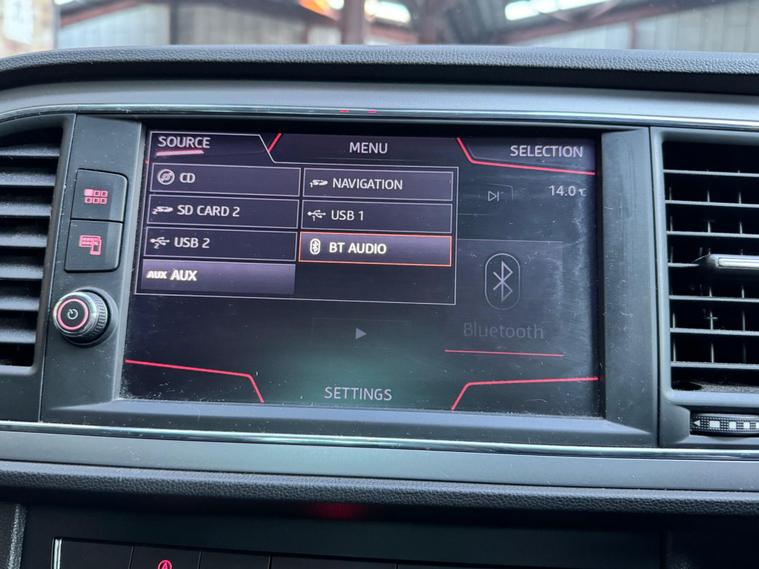 SOURCE
MENU
SELECTION
CD
NAVIGATION
14.0°C
SD CARD 2
USB 1
2 USB 2
BT AUDIO
AUX AUX
Bluetooth
SETTINGS